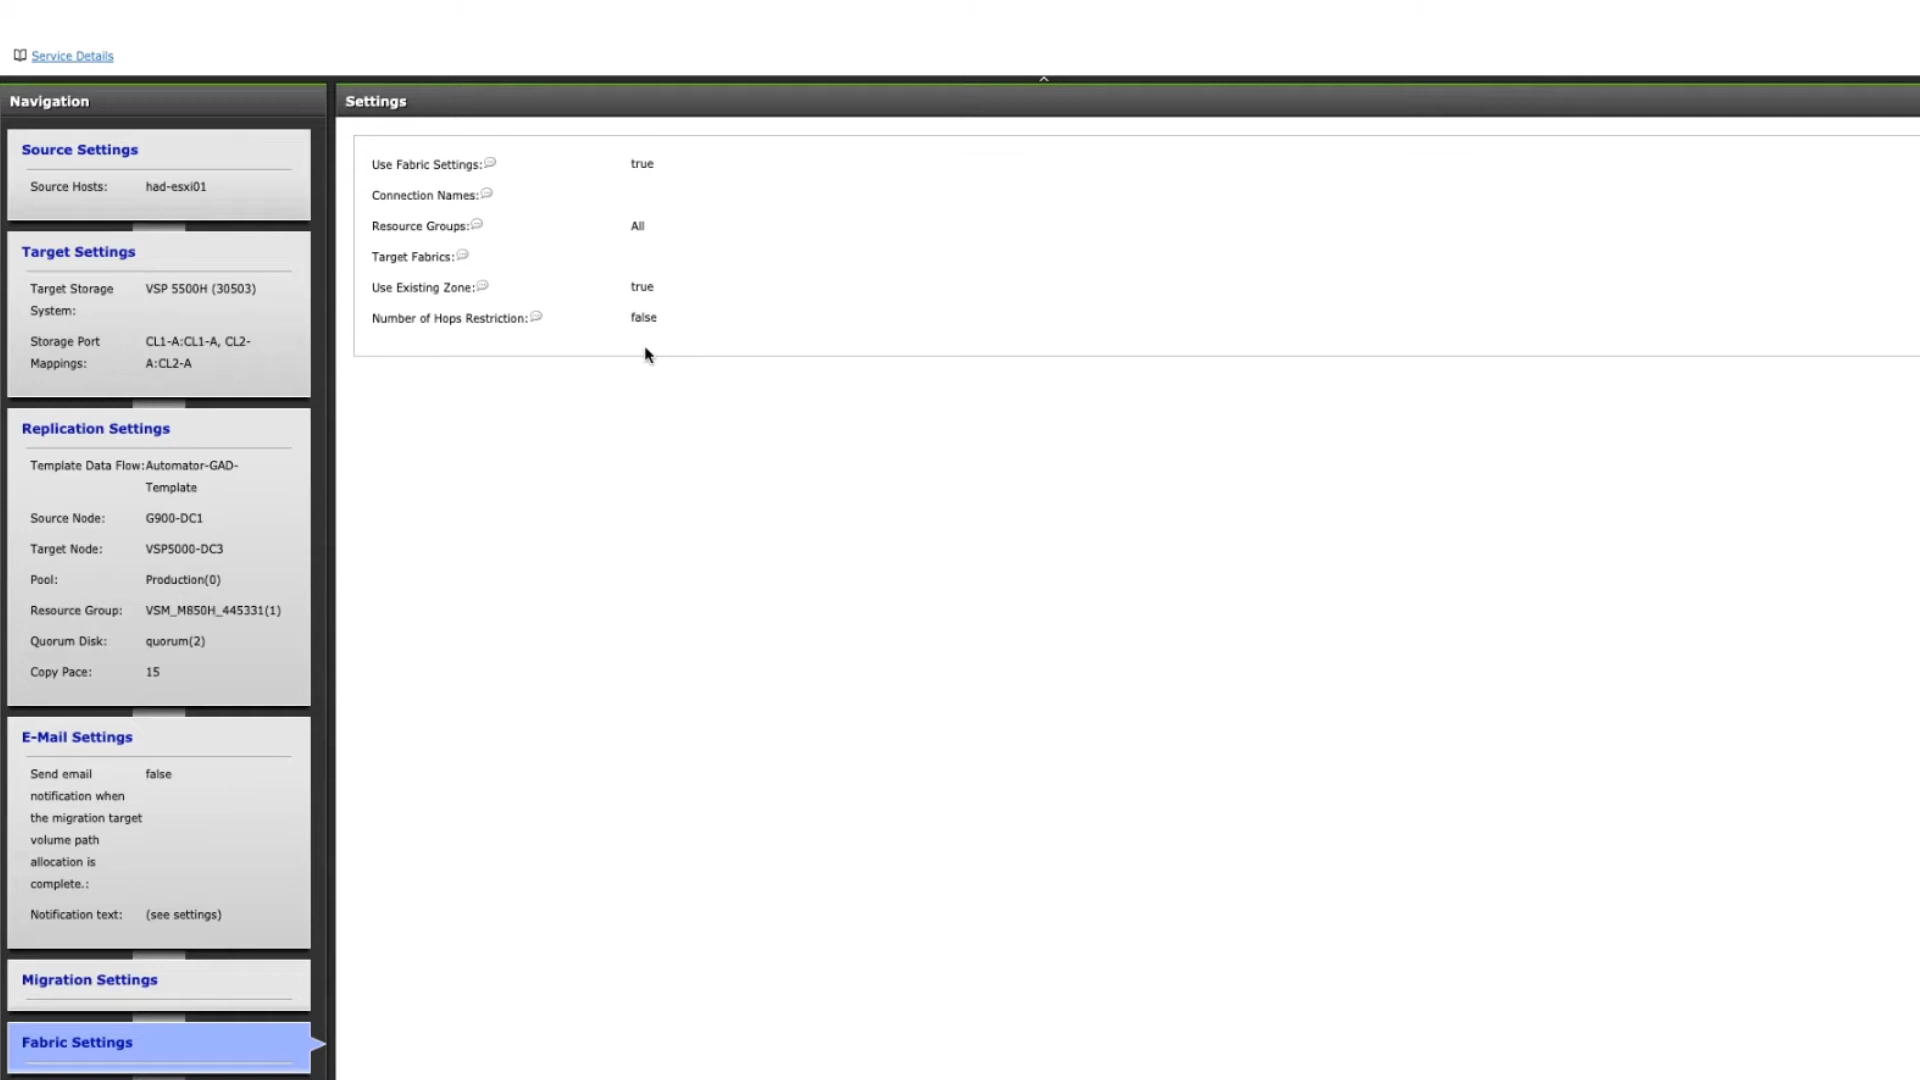 Service Details
Navigation
Source Settings
Source Hosts: had-esxi01
Target Settings
Target Storage VSP 5500H (30503)
System:
Storage Port CL1-A:CL1-A, CL2-
Mappings: A:CL2-A
Replication Settings
Template Data Flow: Automator-GAD-
Template
Source Node: G900-DC1
Target Node: VSP5000-DC3
Pool: Production(0)
Resource Group: VSM_M850H_445331(1)
Quorum Disk: quorum(2)
Copy Pace: 15
E-Mail Settings
Send email false
notification when
the migration target
volume path
allocation is
complete.:
Notification text: (see settings)
Migration Settings
Fabric Settings
Settings
Use Fabric Settings: true
Connection Names:
Resource Groups: All
Target Fabrics:
Use Existing Zone: true
Number of Hops Restriction: false